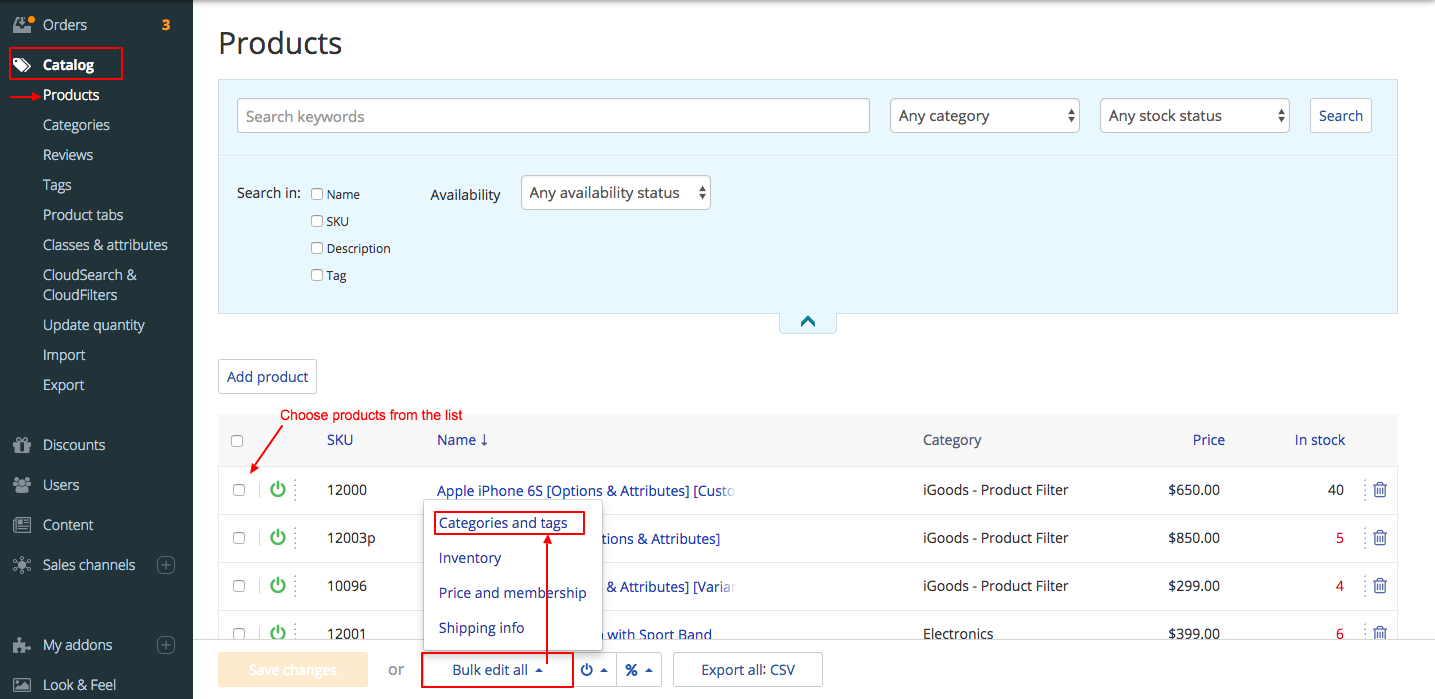 Orders 3
Catalog
Products
Categories
Reviews
Tags
Product tabs
Classes & attributes
CloudSearch &
CloudFilters
Update quantity
Import
Export
Discounts
Users
Content
Sales channels
My addons
Look & Feel
Products
Search keywords
Any category
Any stock status
Search
Search in:
Name
SKU
Description
Tag
Availability
Any availability status
Add product
Choose products from the list
SKU Name ↓ Category Price In stock
12000 Apple iPhone 6S [Options & Attributes] [Custo iGoods - Product Filter $650.00 40
12003p tions & Attributes] iGoods - Product Filter $850.00 5
10096 & Attributes] [Varian iGoods - Product Filter $299.00 4
12001 with Sport Band Electronics $399.00 6
Categories and tags
Inventory
Price and membership
Shipping info
Save changes or Bulk edit all % Export all: CSV